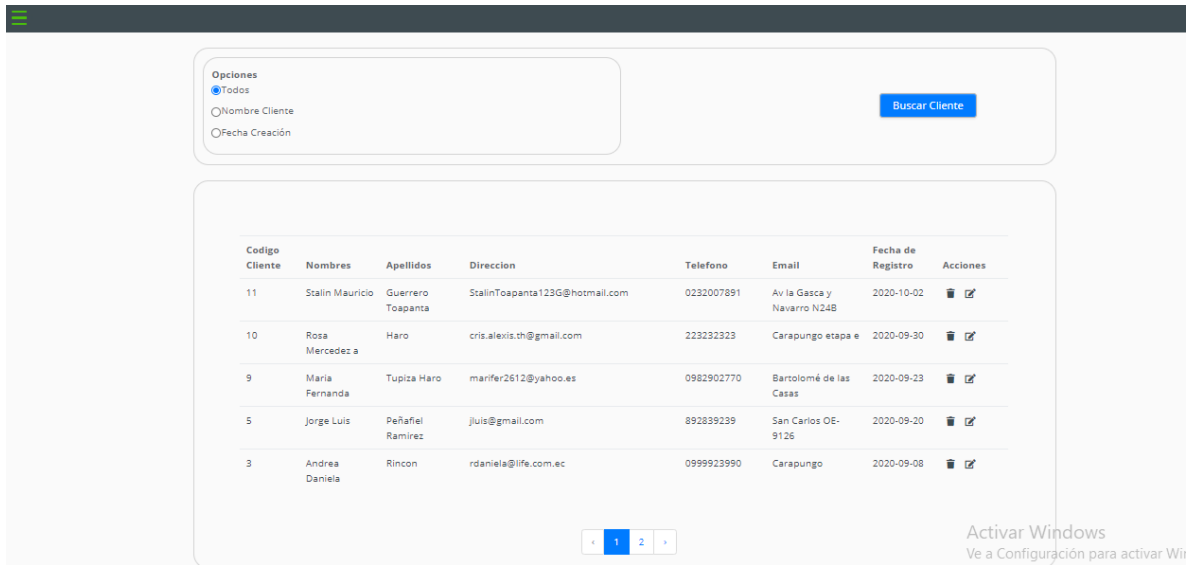 Opciones
Todos
Nombre Cliente
Fecha Creación
Buscar Cliente
Codigo Cliente Nombres Apellidos Direccion Telefono Email Fecha de Registro Acciones
11 Stalin Mauricio Guerrero Toapanta StalinToapanta123G@hotmail.com 0232007891 Av la Gasca y Navarro N24B 2020-10-02
10 Rosa Mercedez a Haro cris.alexis.th@gmail.com 223232323 Carapungo etapa e 2020-09-30
9 Maria Fernanda Tupiza Haro marifer2612@yahoo.es 0982902770 Bartolomé de las Casas 2020-09-23
5 Jorge Luis Peñafiel Ramirez jluis@gmail.com 892839239 San Carlos OE-9126 2020-09-20
3 Andrea Daniela Rincon rdaniela@life.com.ec 0999923990 Carapungo 2020-09-08
‹ 1 2 ›
Activar Windows
Ve a Configuración para activar Wir